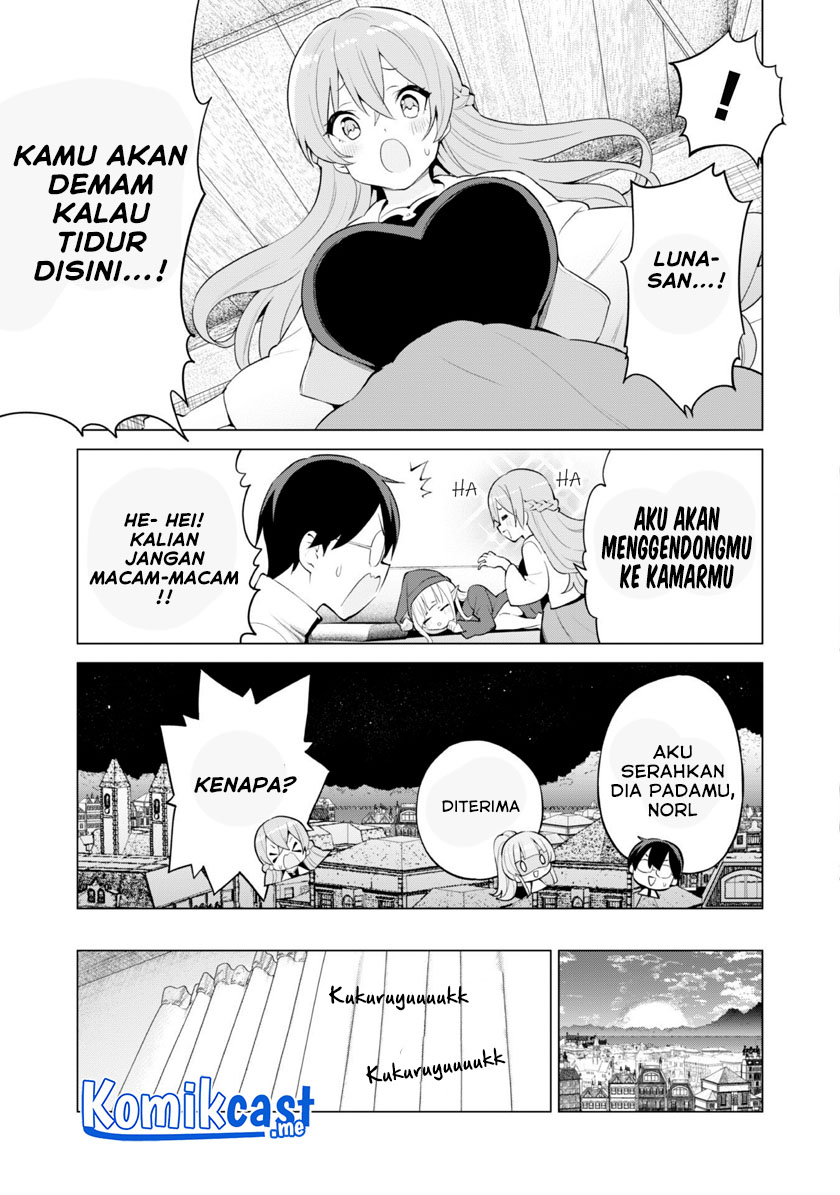 !
LUNA-
SAN...!
KAMU AKAN
DEMAM
KALAU
TIDUR
DISINI...!
AKU AKAN
MENGGENDONGMU
KE KAMARMU
HA
HA
HE- HEI!
KALIAN
JANGAN
MACAM-MACAM
!!
AKU
SERAHKAN
DIA PADAMU,
NORL
DITERIMA
KENAPA?
Kukuruyuuuukk
Kukuruyuuuukk
Komikcast
.me